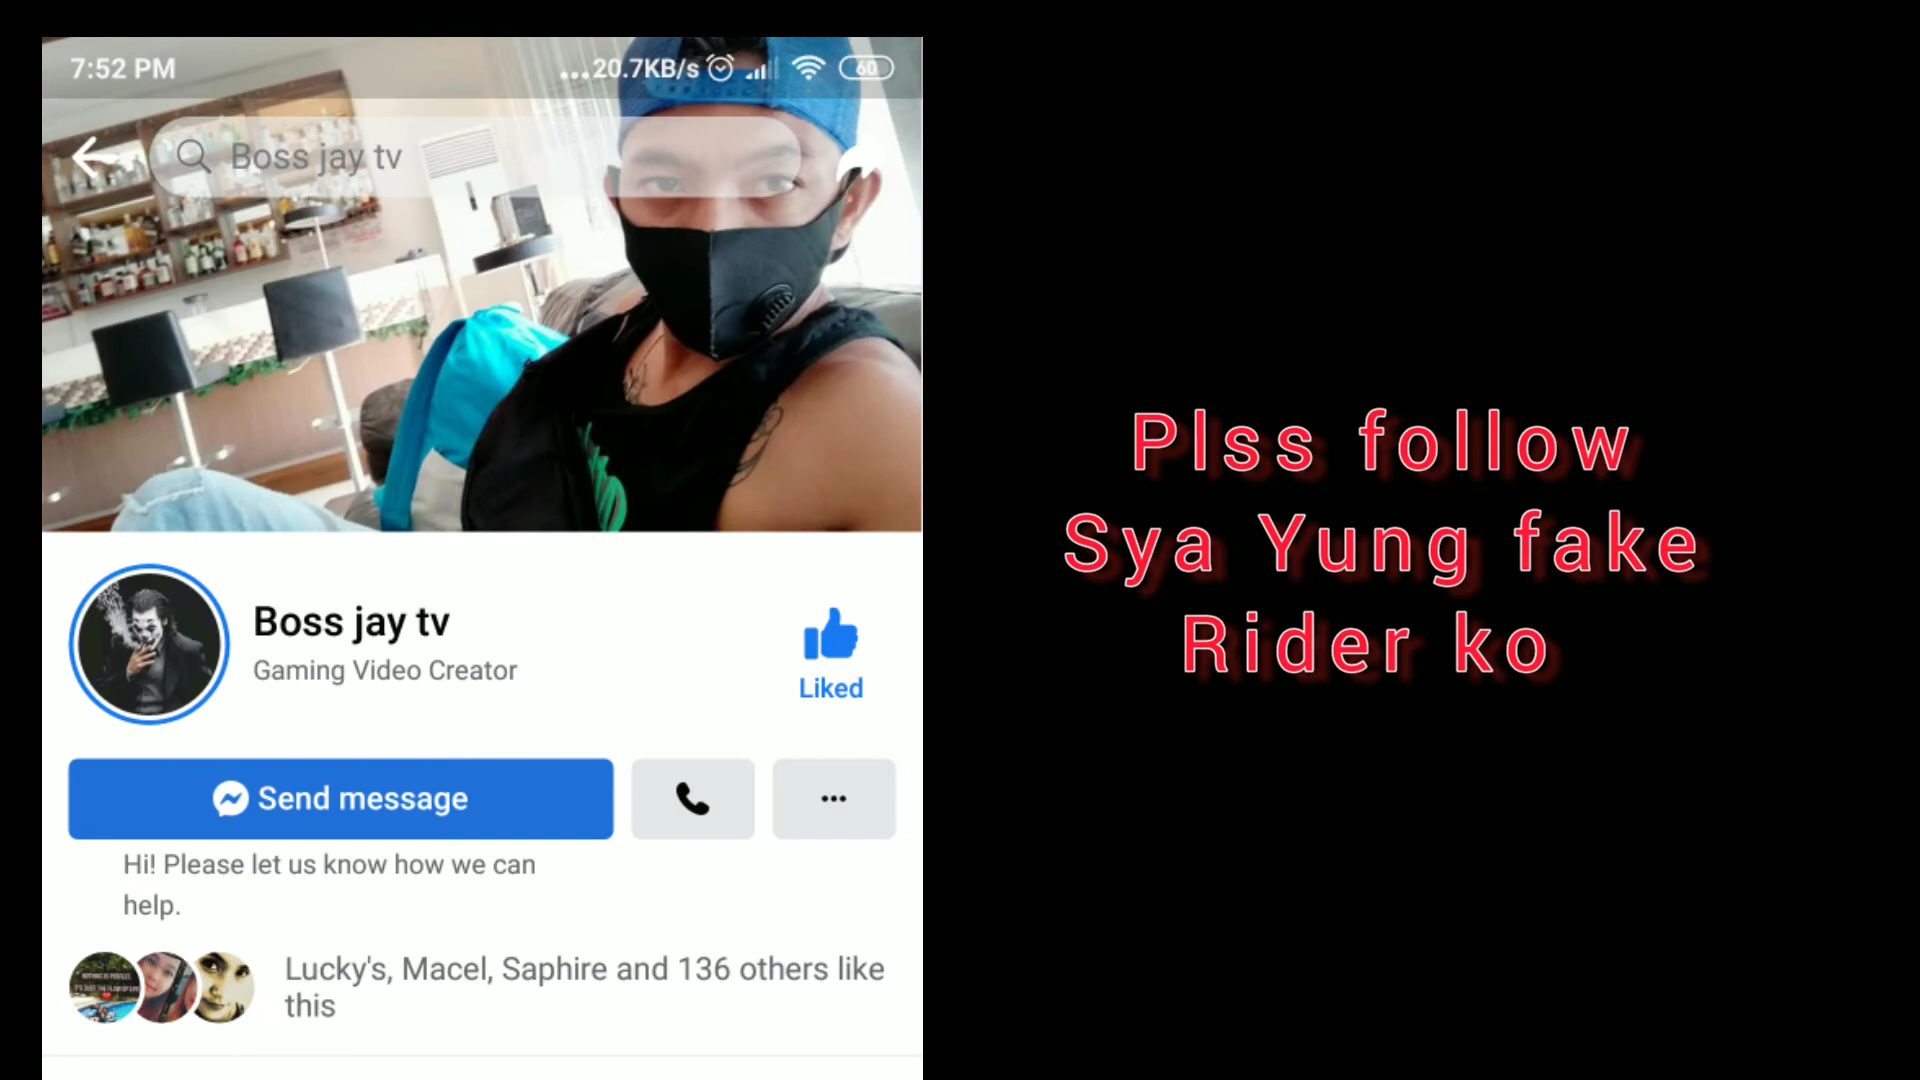 7:52 PM
...20.7KB/s
60
Boss jay tv
Boss jay tv
Gaming Video Creator
Liked
Send message
Hi! Please let us know how we can
help.
Lucky's, Macel, Saphire and 136 others like
this
Plss follow
Sya Yung fake
Rider ko